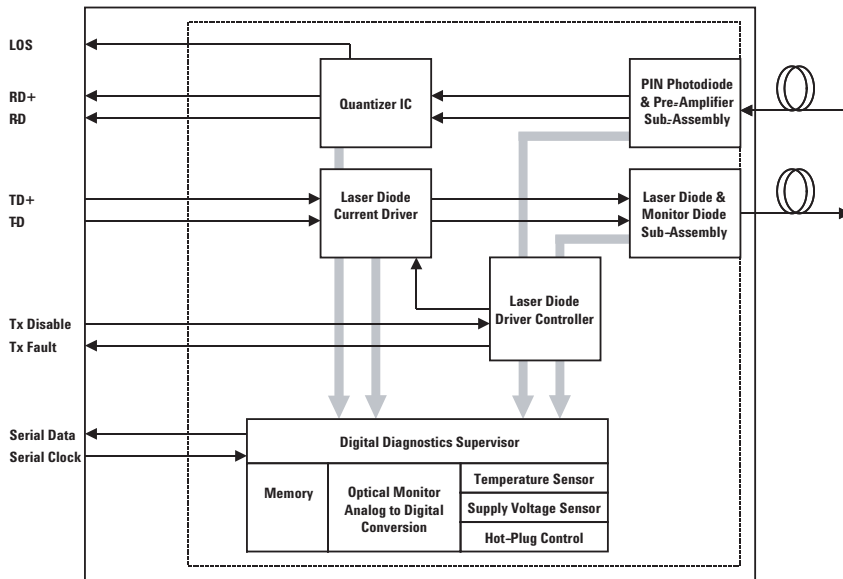 LOS
RD+
RD
Quantizer IC
PIN Photodiode
& Pre-Amplifier
Sub-Assembly
TD+
TD
Laser Diode
Current Driver
Laser Diode &
Monitor Diode
Sub-Assembly
Laser Diode
Driver Controller
Tx Disable
Tx Fault
Serial Data
Serial Clock
Digital Diagnostics Supervisor
Memory
Optical Monitor
Analog to Digital
Conversion
Temperature Sensor
Supply Voltage Sensor
Hot-Plug Control